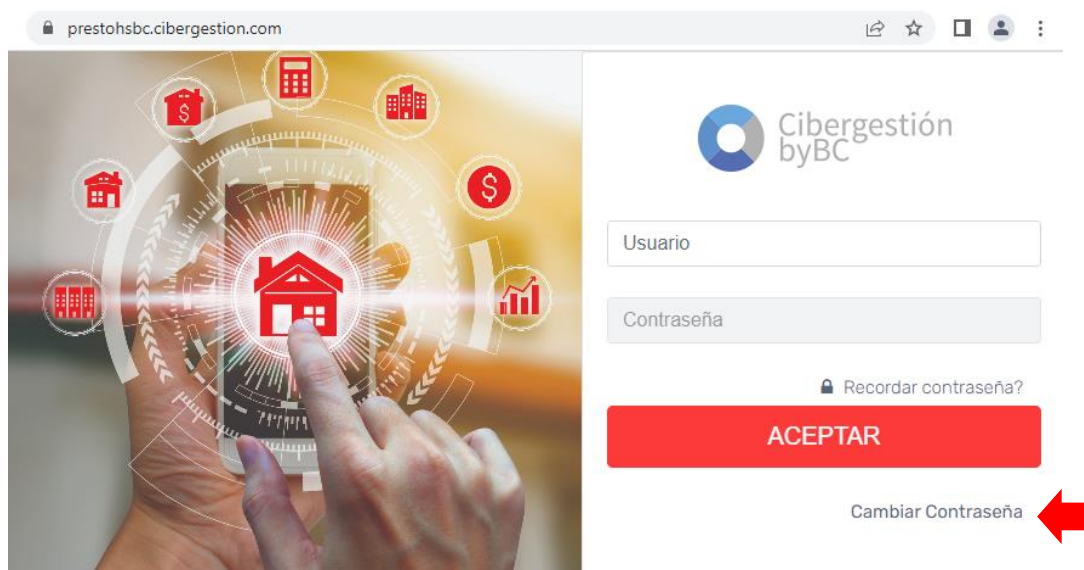 prestohsbc.cibergestion.com
Cibergestión
byBC
Usuario
Contraseña
Recordar contraseña?
ACEPTAR
Cambiar Contraseña